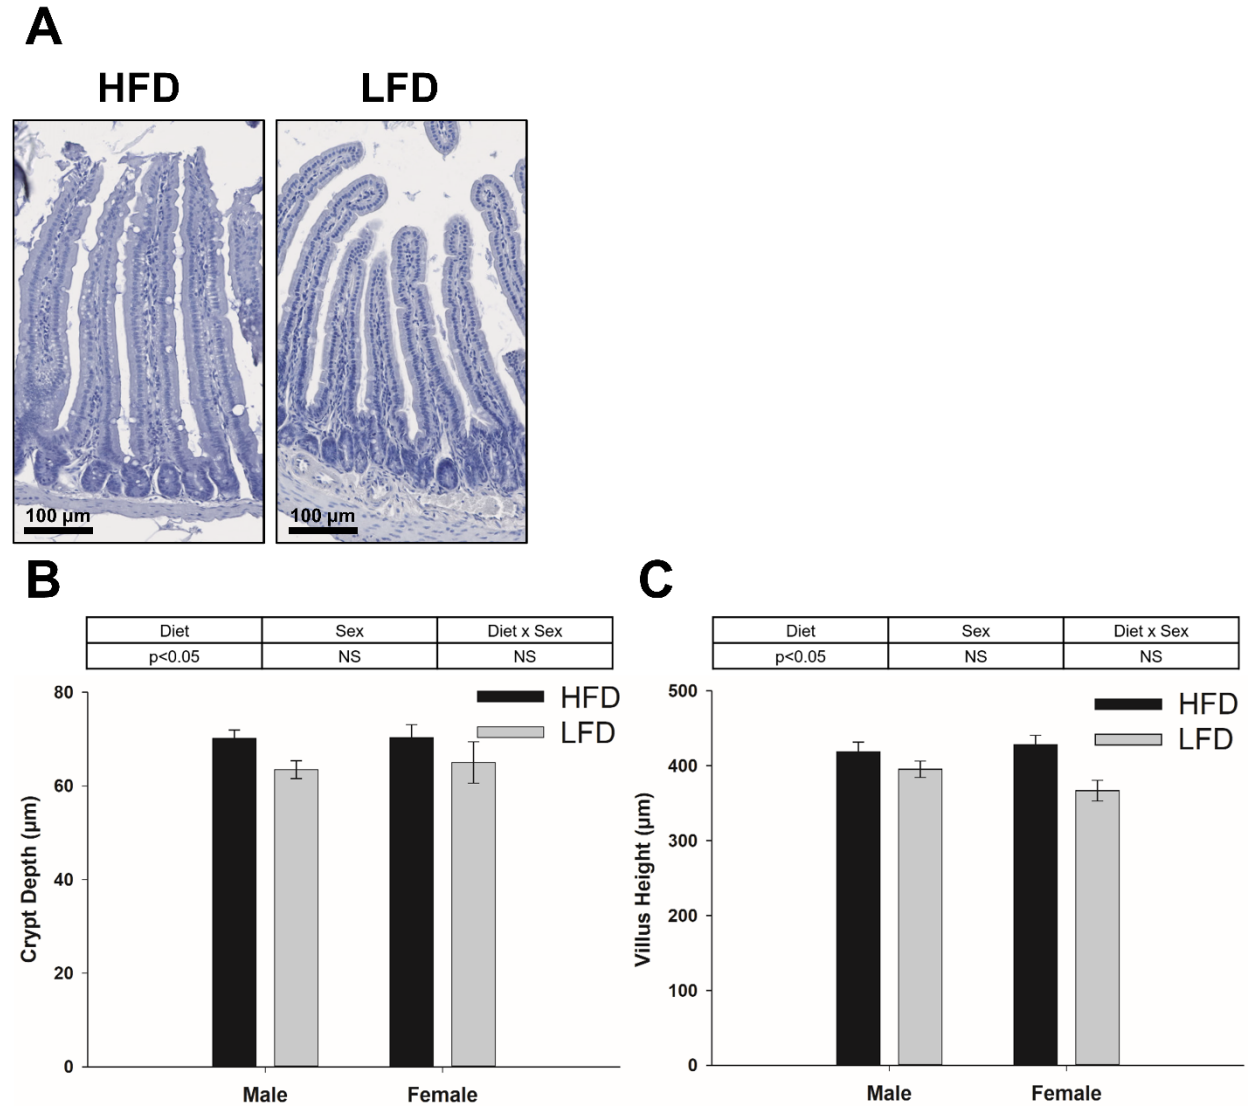 A
HFD LFD
100 µm 100 µm
B
Diet Sex Diet x Sex
p<0.05 NS NS
HFD
LFD
80
60
40
20
0
Crypt Depth (µm)
Male Female
C
Diet Sex Diet x Sex
p<0.05 NS NS
HFD
LFD
500
400
300
200
100
0
Villus Height (µm)
Male Female